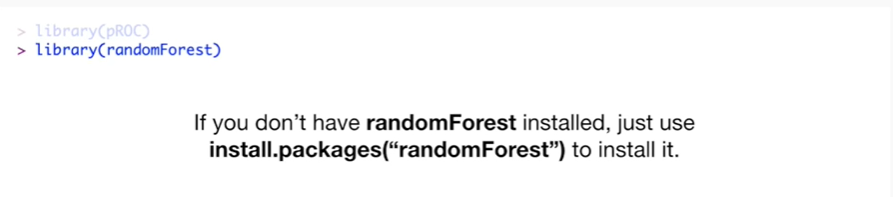 > library(pROC)
> library(randomForest)
If you don’t have randomForest installed, just use
install.packages(“randomForest”) to install it.